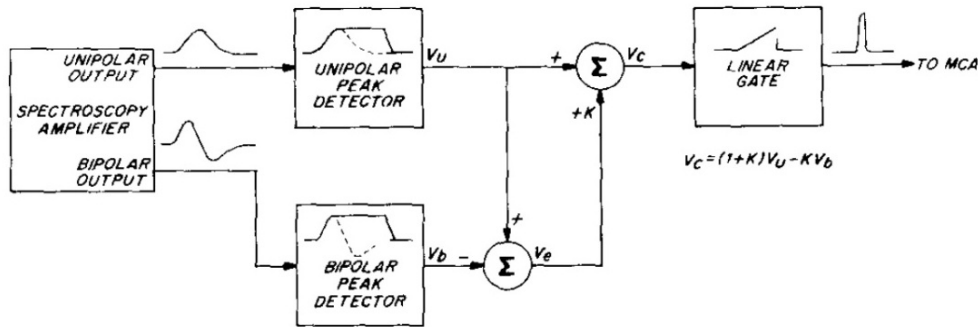 UNIPOLAR
OUTPUT
SPECTROSCOPY
AMPLIFIER
BIPOLAR
OUTPUT
UNIPOLAR
PEAK
DETECTOR
Vu
+
Σ
Vc
+K
LINEAR
GATE
TO MCA
Vc=(1+K)Vu-KVb
BIPOLAR
PEAK
DETECTOR
Vb
-
+
Σ
Ve